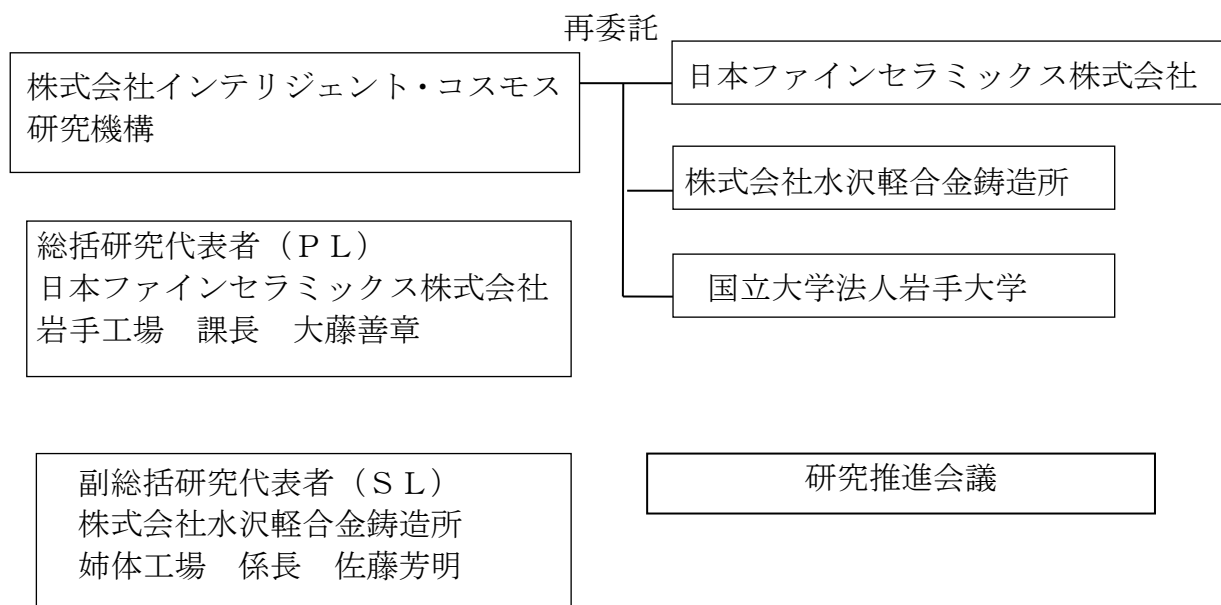 再委託
株式会社インテリジェント・コスモス
研究機構
日本ファインセラミックス株式会社
株式会社水沢軽合金鋳造所
国立大学法人岩手大学
総括研究代表者（ＰＬ）
日本ファインセラミックス株式会社
岩手工場　課長　大藤善章
副総括研究代表者（ＳＬ）
株式会社水沢軽合金鋳造所
姉体工場　係長　佐藤芳明
研究推進会議